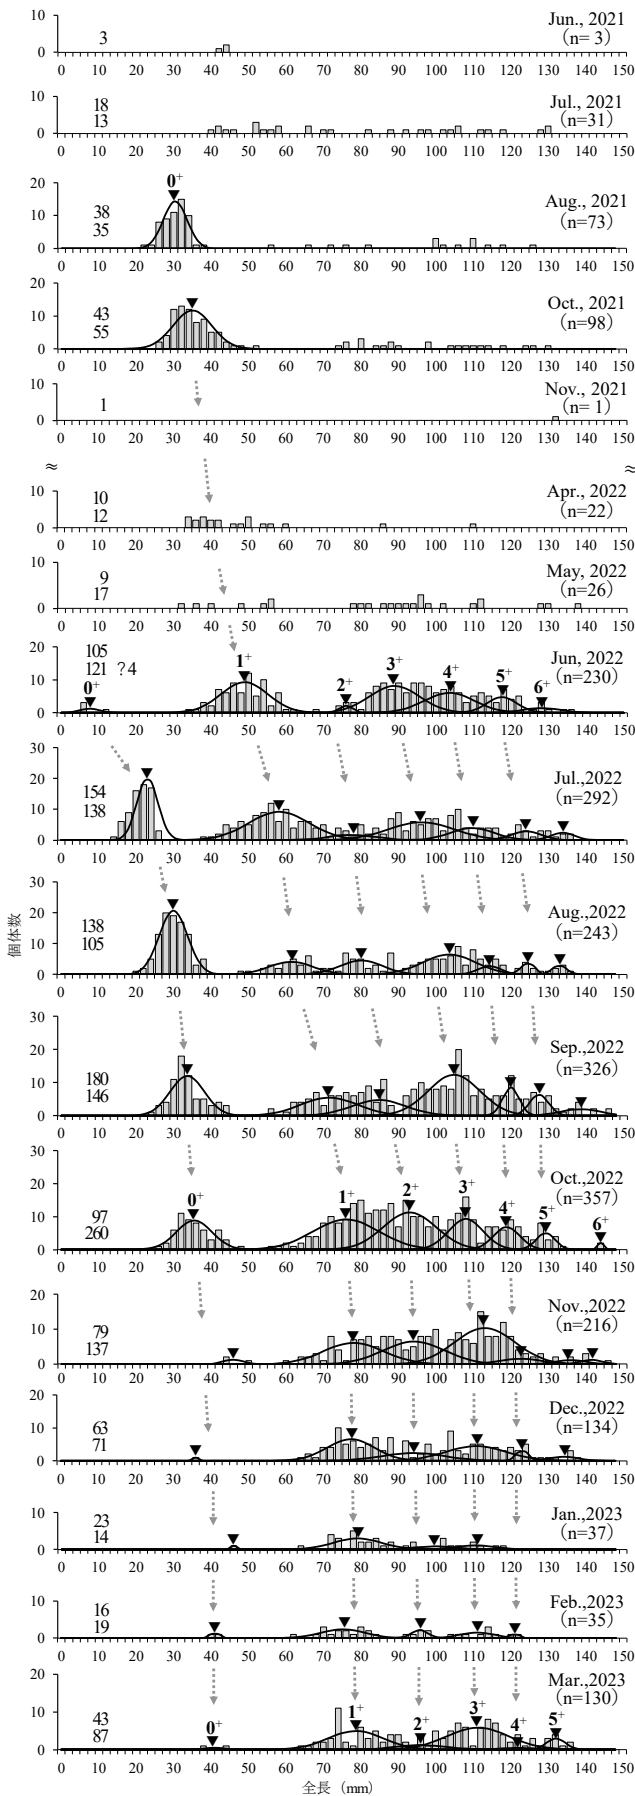 10
3
Jun., 2021
(n= 3)
0
0 10 20 30 40 50 60 70 80 90 100 110 120 130 140 150
10
18
13
Jul., 2021
(n=31)
0
0 10 20 30 40 50 60 70 80 90 100 110 120 130 140 150
20
0+
10
38
35
Aug., 2021
(n=73)
0
0 10 20 30 40 50 60 70 80 90 100 110 120 130 140 150
20
10
43
55
Oct., 2021
(n=98)
0
0 10 20 30 40 50 60 70 80 90 100 110 120 130 140 150
10
1
Nov., 2021
(n= 1)
0
0 10 20 30 40 50 60 70 80 90 100 110 120 130 140 150
≈ ≈
10
10
12
Apr., 2022
(n=22)
0
0 10 20 30 40 50 60 70 80 90 100 110 120 130 140 150
10
9
17
May, 2022
(n=26)
0
0 10 20 30 40 50 60 70 80 90 100 110 120 130 140 150
20
10
105
121 ?4
Jun, 2022
(n=230)
0+ 1+ 2+ 3+ 4+ 5+ 6+
0
0 10 20 30 40 50 60 70 80 90 100 110 120 130 140 150
30
20
10
154
138
Jul.,2022
(n=292)
0
0 10 20 30 40 50 60 70 80 90 100 110 120 130 140 150
個体数
30
20
10
138
105
Aug.,2022
(n=243)
0
0 10 20 30 40 50 60 70 80 90 100 110 120 130 140 150
30
20
10
180
146
Sep.,2022
(n=326)
0
0 10 20 30 40 50 60 70 80 90 100 110 120 130 140 150
30
20
10
97
260
Oct.,2022
(n=357)
0+ 1+ 2+ 3+ 4+ 5+ 6+
0
0 10 20 30 40 50 60 70 80 90 100 110 120 130 140 150
20
10
79
137
Nov.,2022
(n=216)
0
0 10 20 30 40 50 60 70 80 90 100 110 120 130 140 150
20
10
63
71
Dec.,2022
(n=134)
0
0 10 20 30 40 50 60 70 80 90 100 110 120 130 140 150
10
23
14
Jan.,2023
(n=37)
0
0 10 20 30 40 50 60 70 80 90 100 110 120 130 140 150
10
16
19
Feb.,2023
(n=35)
0
0 10 20 30 40 50 60 70 80 90 100 110 120 130 140 150
20
10
43
87
Mar.,2023
(n=130)
0+ 1+ 2+ 3+ 4+ 5+
0
0 10 20 30 40 50 60 70 80 90 100 110 120 130 140 150
全長 (mm)